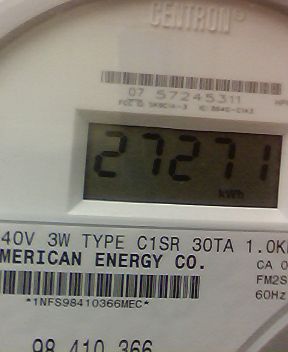 CENTRON®
07 57245311
27271
kWh
40V 3W TYPE C1SR 30TA 1.0K
MERICAN ENERGY CO.
CA 0
FM2S
*1NFS98410366MEC*
60Hz
98 410 366